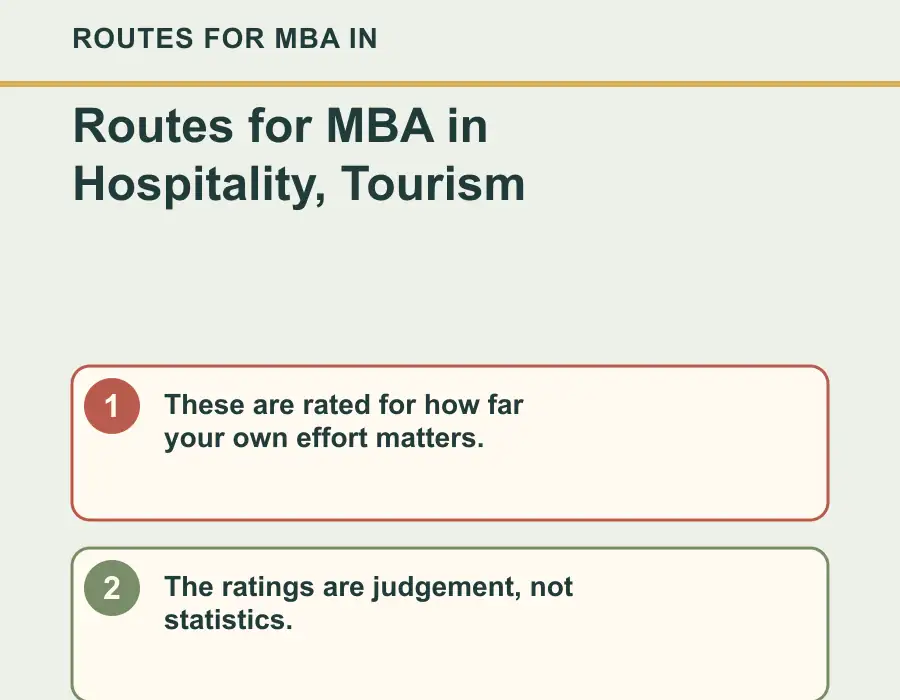 ROUTES FOR MBA IN
Routes for MBA in
Hospitality, Tourism
1
These are rated for how far
your own effort matters.
2
The ratings are judgement, not
statistics.